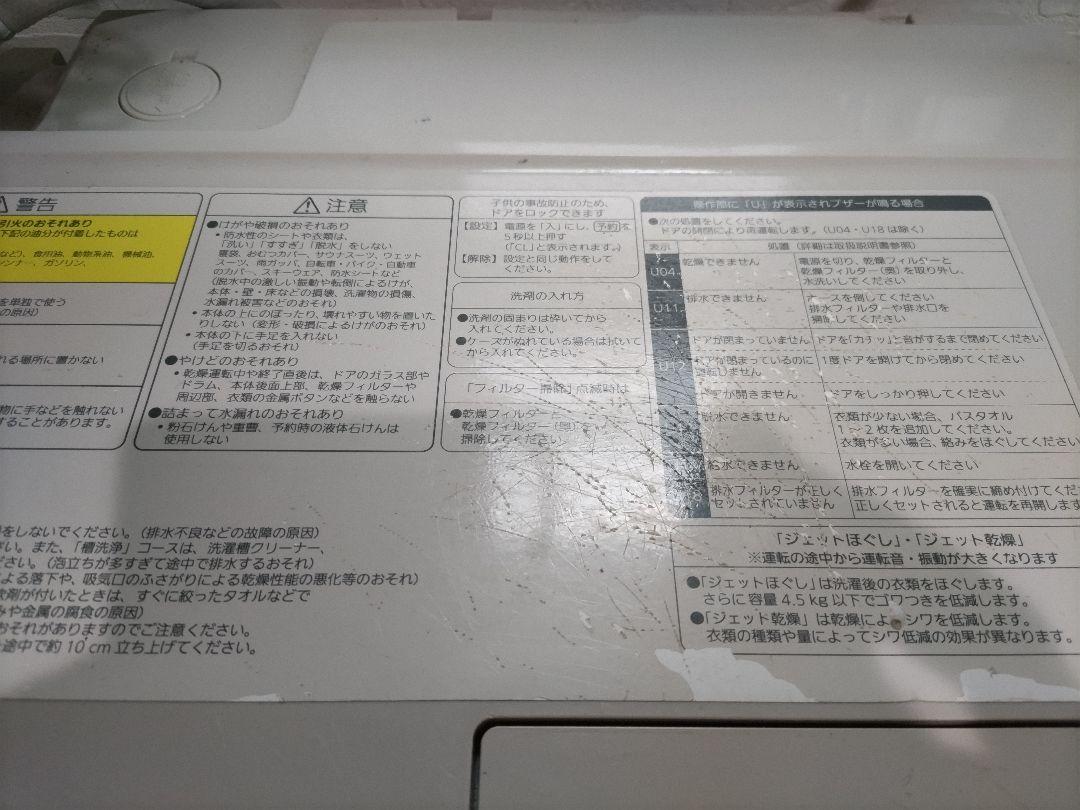 警告
引火のおそれあり
下記の油分が付着したものは
食用油、動物系油、機械油、
ガソリン、
を単独で使う
の原因)
れる場所に置かない
物に手などを触れない
することがあります。
注意
●けがや破損のおそれあり
・防水性のシートや衣類は、
「洗い」「すすぎ」「脱水」をしない
寝袋、おむつカバー、サウナスーツ、ウェット
スーツ、雨ガッパ、自転車・バイク・自動車
のカバー、スキーウェア、防水シートなど
(脱水中の激しい振動や転倒によるけが、
本体・壁・床などの損壊、洗濯物の損傷、
水漏れ被害などのおそれ)
・本体の上にのぼったり、壊れやすい物を置いた
りしない(変形・破損によるけがのおそれ)
・本体の下に手足を入れない
(手足を切るおそれ)
●やけどのおそれあり
・乾燥運転中や終了直後は、ドアのガラス部や
ドラム、本体後面上部、乾燥フィルターや
周辺部、衣類の金属ボタンなどを触らない
●詰まって水漏れのおそれあり
・粉石けんや重曹、予約時の液体石けんは
使用しない
子供の事故防止のため、
ドアをロックできます
【設定】電源を「入」にし、予約を
5秒以上押す
(「CL」と表示されます。)
【解除】設定と同じ動作をして
ください。
洗剤の入れ方
●洗剤の固まりは砕いてから
入れてください。
●ケースがぬれている場合は拭いて
から入れてください。
「フィルター掃除」点滅時は
●乾燥フィルターと
乾燥フィルター(奥)を
掃除してください。
操作部に「U」が表示されブザーが鳴る場合
●次の処置をしてください。
ドアの開閉により再運転します。(U04・U18は除く)
表示 処置(詳細は取扱説明書参照)
U04 乾燥できません 電源を切り、乾燥フィルターと
乾燥フィルター(奥)を取り外し、
水洗いしてください
U11 排水できません ホースを倒してください
排水フィルターや排水口を
掃除してください
ドアが閉まっていません ドアを「カチッ」と音がするまで閉めてください
U12 ドアが閉まっているのに 1度ドアを開けてから閉めてください
運転しません
ドアが開きません ドアをしっかり押してください
脱水できません 衣類が少ない場合、バスタオル
1〜2枚を追加してください。
衣類が多い場合、絡みをほぐしてください
給水できません 水栓を開いてください
排水フィルターが正しく 排水フィルターを確実に締め付けてくだ
セットされていません 正しくセットされると運転を再開します
「ジェットほぐし」・「ジェット乾燥」
※運転の途中から運転音・振動が大きくなります
●「ジェットほぐし」は洗濯後の衣類をほぐします。
さらに容量4.5kg以下でゴワつきを低減します。
●「ジェット乾燥」は乾燥によるシワを低減します。
衣類の種類や量によってシワ低減の効果が異なります。
をしないでください。(排水不良などの故障の原因)
い。また、「槽洗浄」コースは、洗濯槽クリーナー、
ださい。(泡立ちが多すぎて途中で排水するおそれ)
よる落下や、吸気口のふさがりによる乾燥性能の悪化等のおそれ)
剤が付いたときは、すぐに絞ったタオルなどで
みや金属の腐食の原因)
おそれがありますのでご注意ください。
途中で約10cm立ち上げてください。